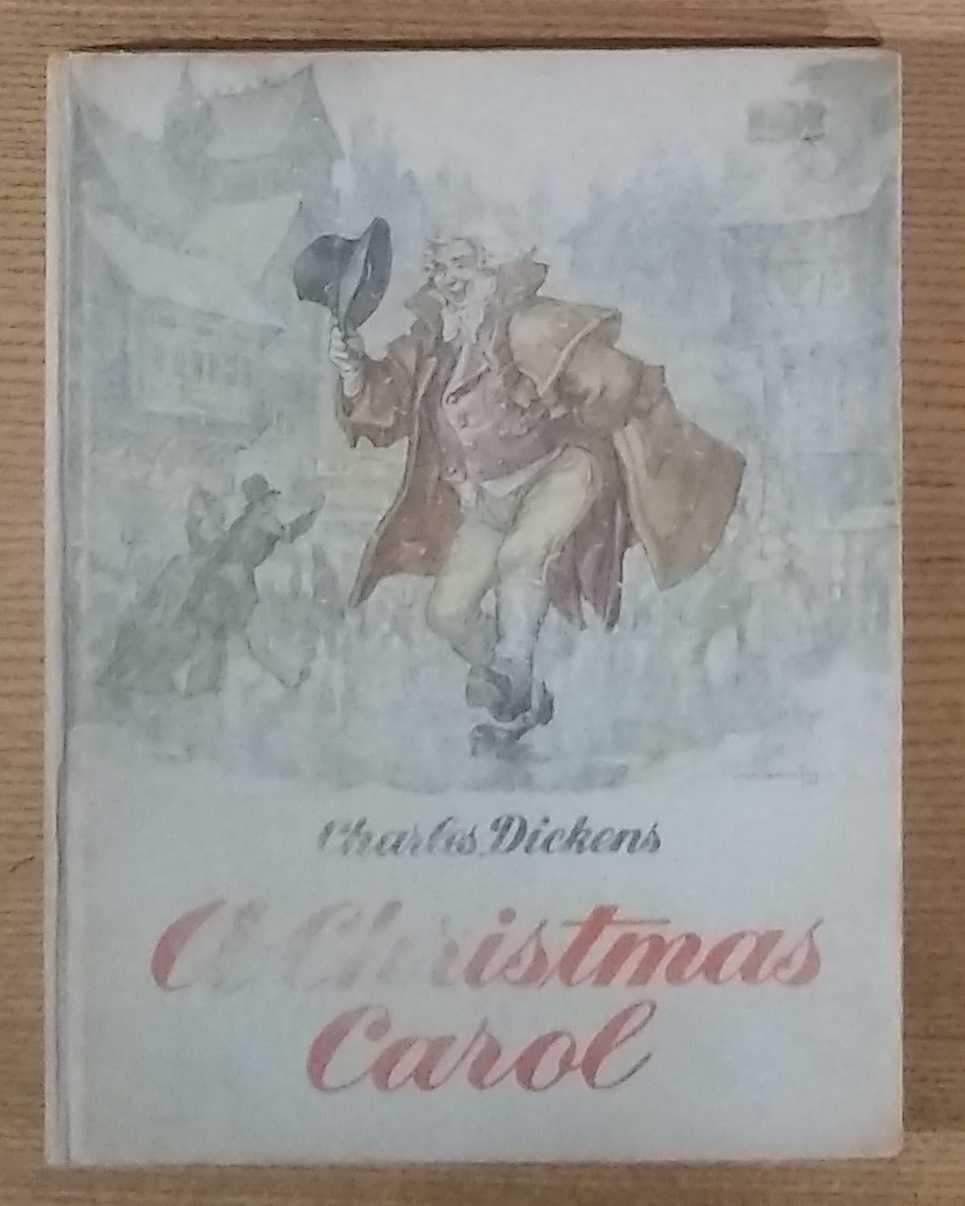 Charles Dickens
A Christmas
Carol